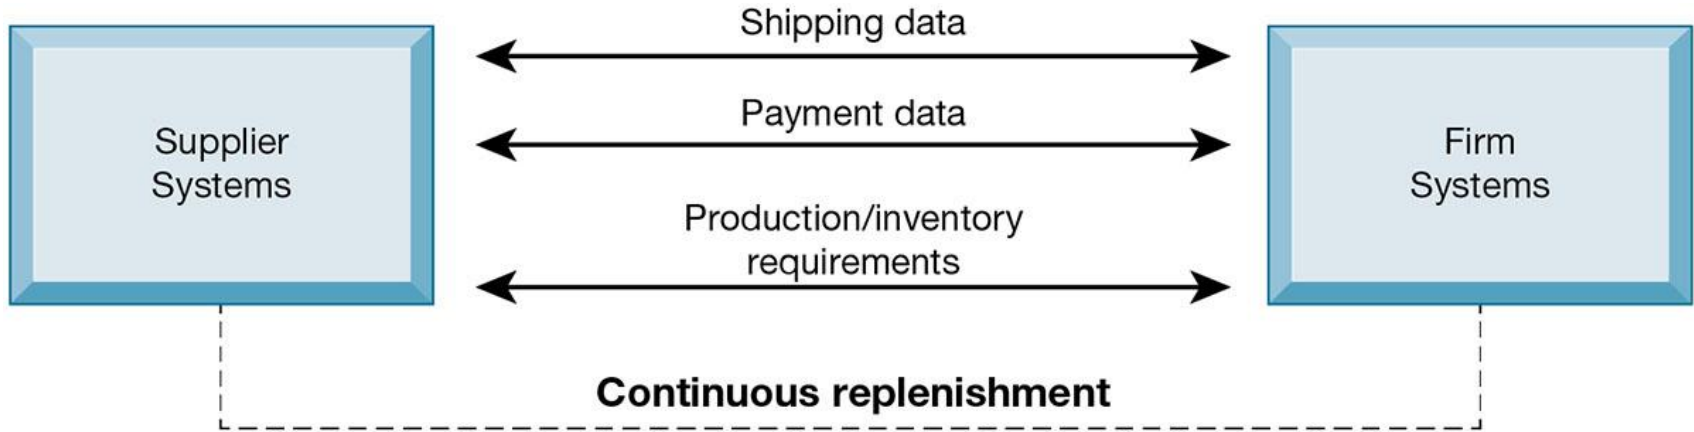 Shipping data
Payment data
Supplier
Systems
Firm
Systems
Production/inventory
requirements
Continuous replenishment